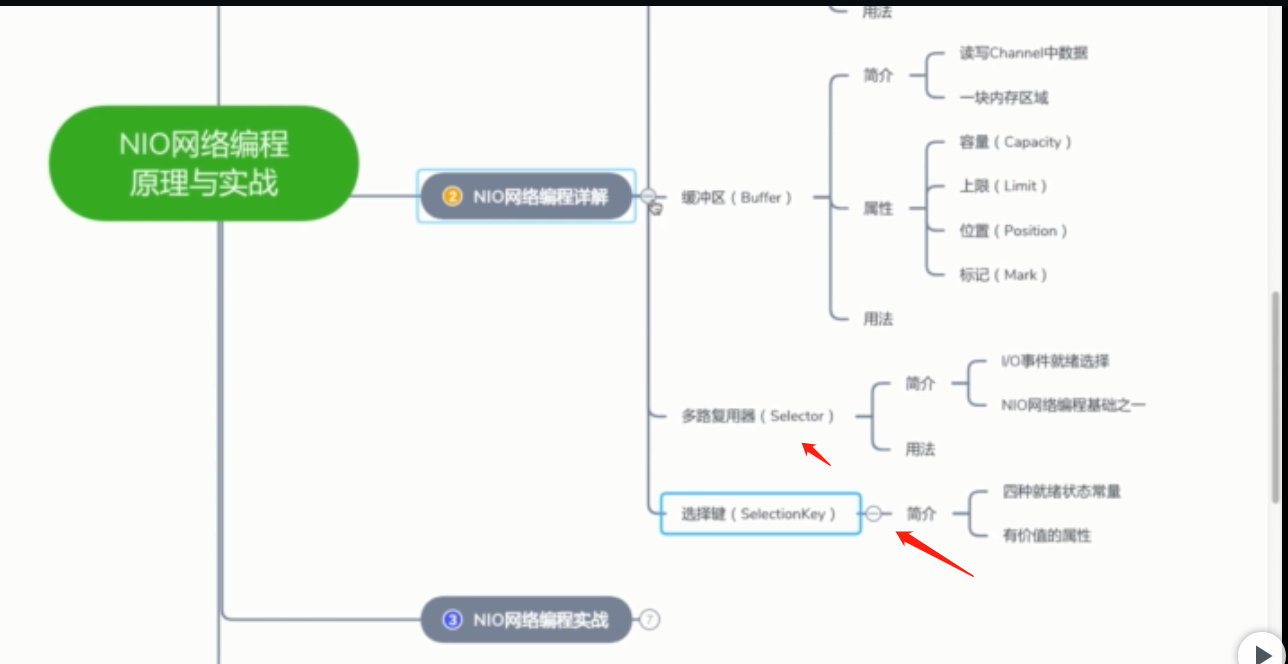 用法
NIO网络编程
原理与实战
2 NIO网络编程详解
缓冲区（Buffer）
简介
读写Channel中数据
一块内存区域
属性
容量（Capacity）
上限（Limit）
位置（Position）
标记（Mark）
用法
多路复用器（Selector）
简介
I/O事件就绪选择
NIO网络编程基础之一
用法
选择键（SelectionKey）
简介
四种就绪状态常量
有价值的属性
3 NIO网络编程实战
7